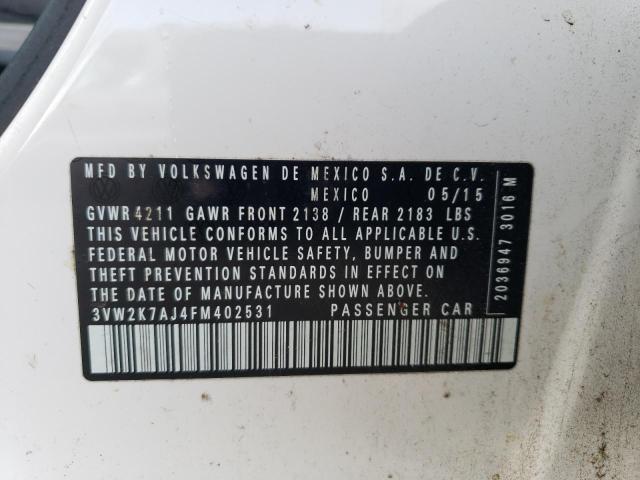 MFD BY VOLKSWAGEN DE MEXICO S.A. DE C.V.
MEXICO 05/15
GVWR 4211 GAWR FRONT 2138 / REAR 2183 LBS
THIS VEHICLE CONFORMS TO ALL APPLICABLE U.S.
FEDERAL MOTOR VEHICLE SAFETY, BUMPER AND
THEFT PREVENTION STANDARDS IN EFFECT ON
THE DATE OF MANUFACTURE SHOWN ABOVE.
3VW2K7AJ4FM402531 PASSENGER CAR
2036947 3016 M